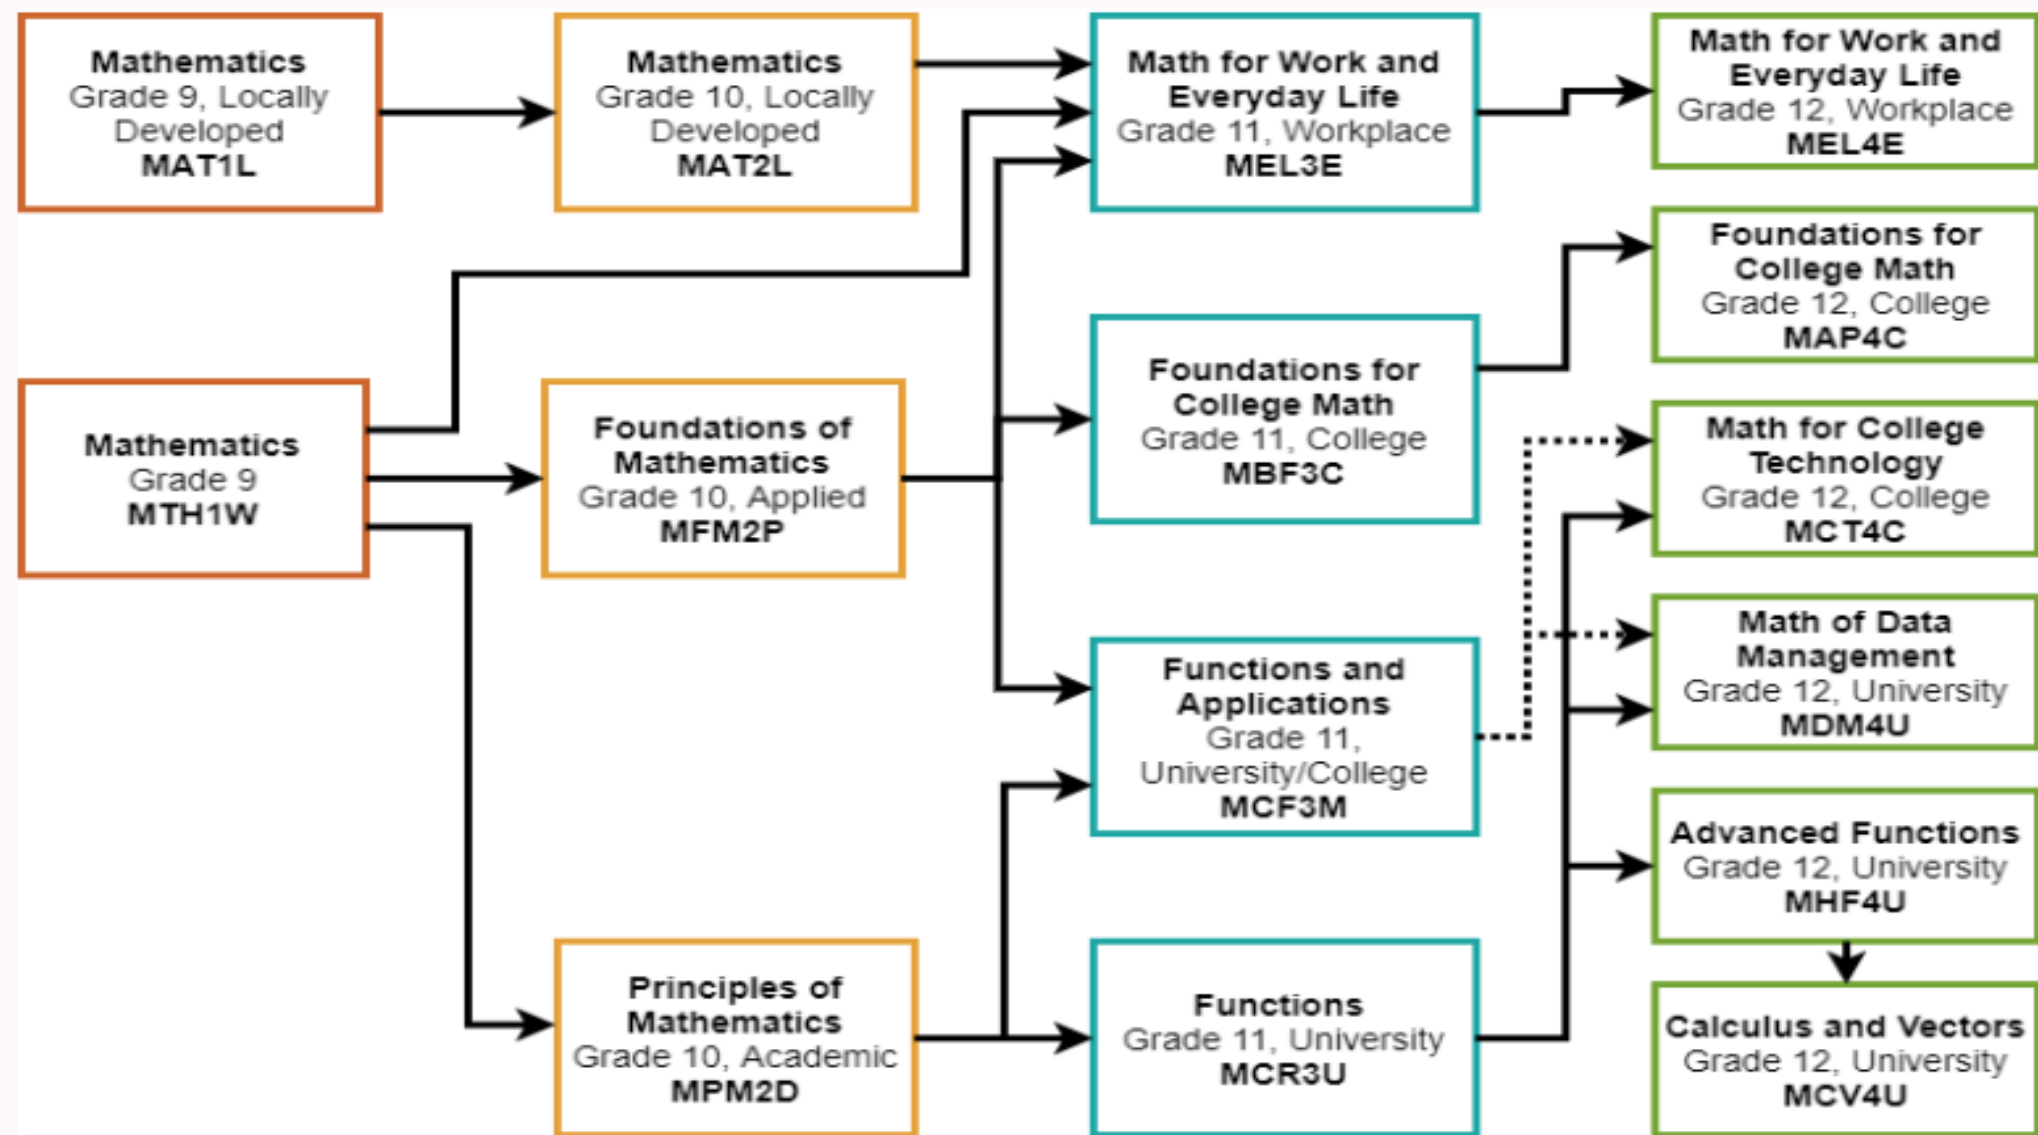 Mathematics
Grade 9, Locally
Developed
MAT1L
Mathematics
Grade 10, Locally
Developed
MAT2L
Math for Work and
Everyday Life
Grade 11, Workplace
MEL3E
Math for Work and
Everyday Life
Grade 12, Workplace
MEL4E
Foundations for
College Math
Grade 12, College
MAP4C
Mathematics
Grade 9
MTH1W
Foundations of
Mathematics
Grade 10, Applied
MFM2P
Foundations for
College Math
Grade 11, College
MBF3C
Math for College
Technology
Grade 12, College
MCT4C
Functions and
Applications
Grade 11,
University/College
MCF3M
Math of Data
Management
Grade 12, University
MDM4U
Advanced Functions
Grade 12, University
MHF4U
Principles of
Mathematics
Grade 10, Academic
MPM2D
Functions
Grade 11, University
MCR3U
Calculus and Vectors
Grade 12, University
MCV4U